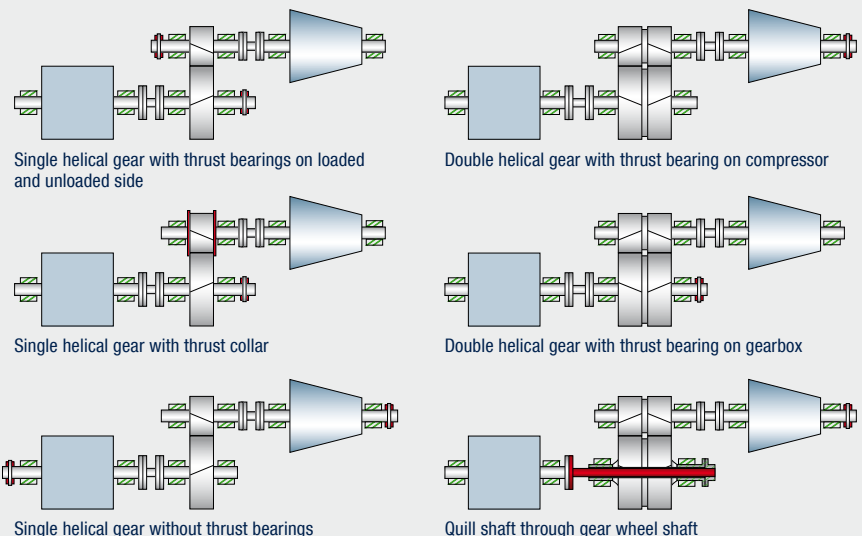 Single helical gear with thrust bearings on loaded
and unloaded side
Double helical gear with thrust bearing on compressor
Single helical gear with thrust collar
Double helical gear with thrust bearing on gearbox
Single helical gear without thrust bearings
Quill shaft through gear wheel shaft